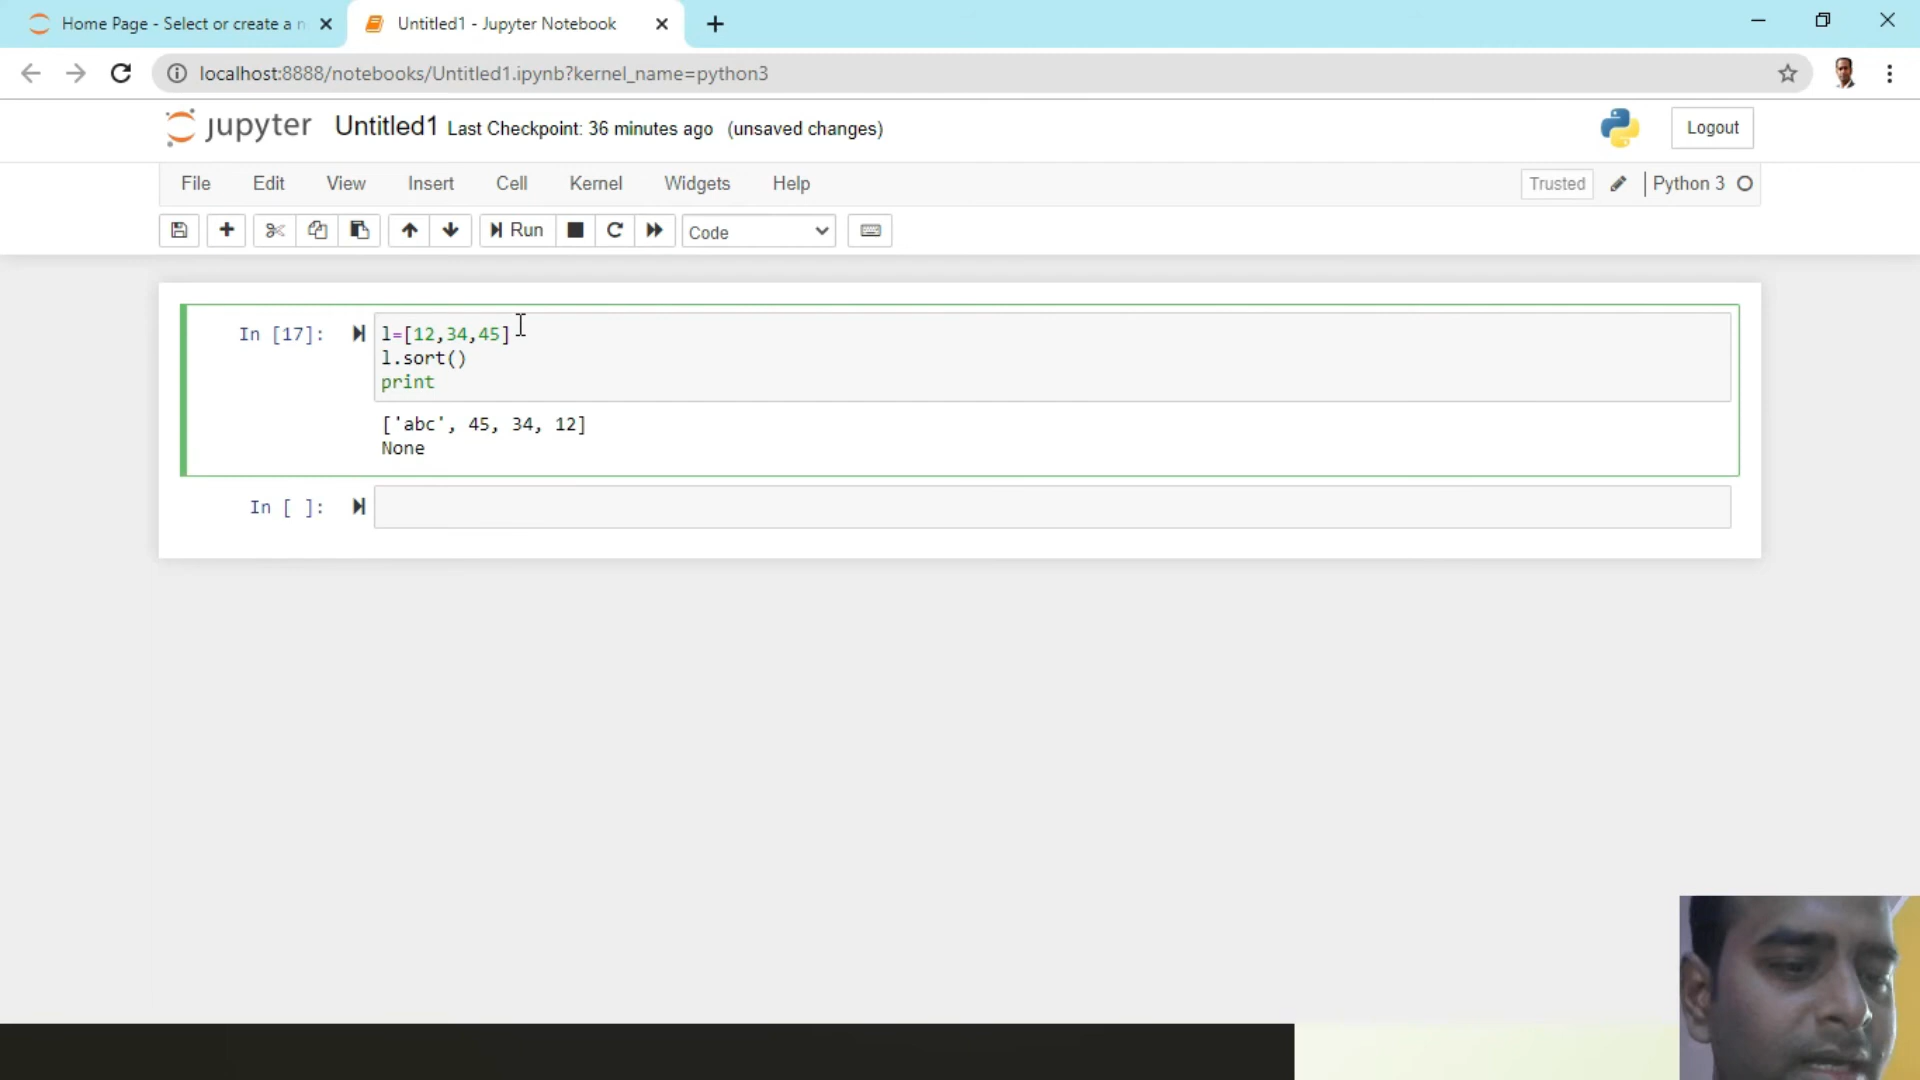 Home Page - Select or create a n
Untitled1 - Jupyter Notebook
localhost:8888/notebooks/Untitled1.ipynb?kernel_name=python3
jupyter Untitled1 Last Checkpoint: 36 minutes ago (unsaved changes)
Logout
File Edit View Insert Cell Kernel Widgets Help
Trusted
Python 3
Run
Code
In [17]:
l=[12,34,45]
l.sort()
print
['abc', 45, 34, 12]
None
In [ ]: